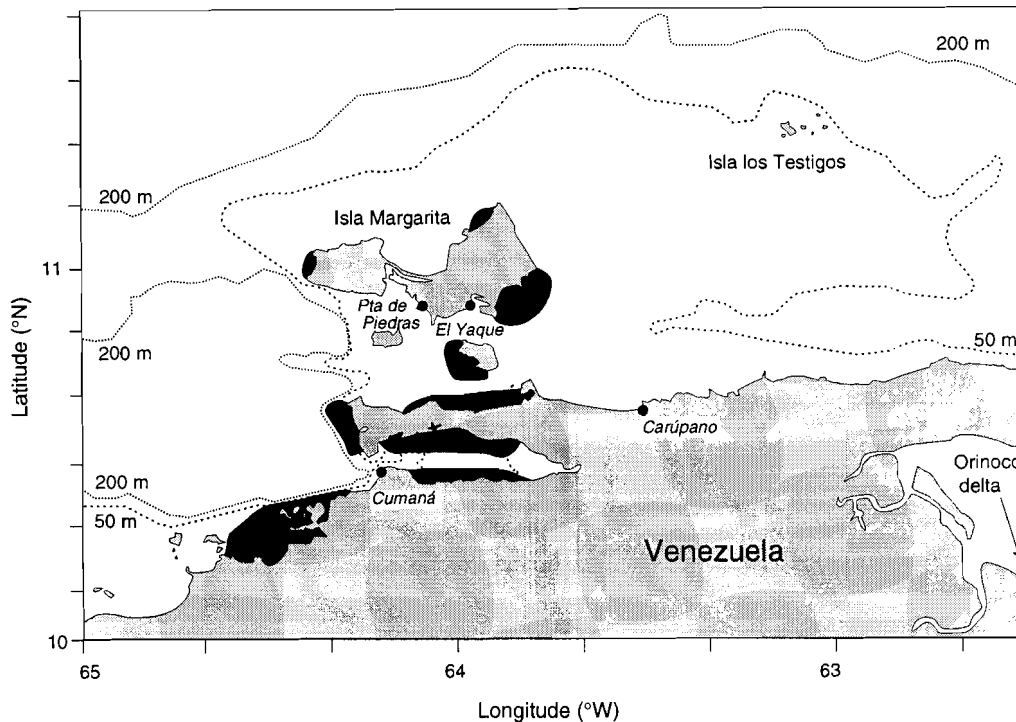 200 m
Isla los Testigos
200 m
Isla Margarita
11
Pta de
Piedras
El Yaque
200 m
50 m
Latitude (°N)
Carúpano
Orinoco
delta
200 m
Cumaná
50 m
Venezuela
10
65
64
63
Longitude (°W)